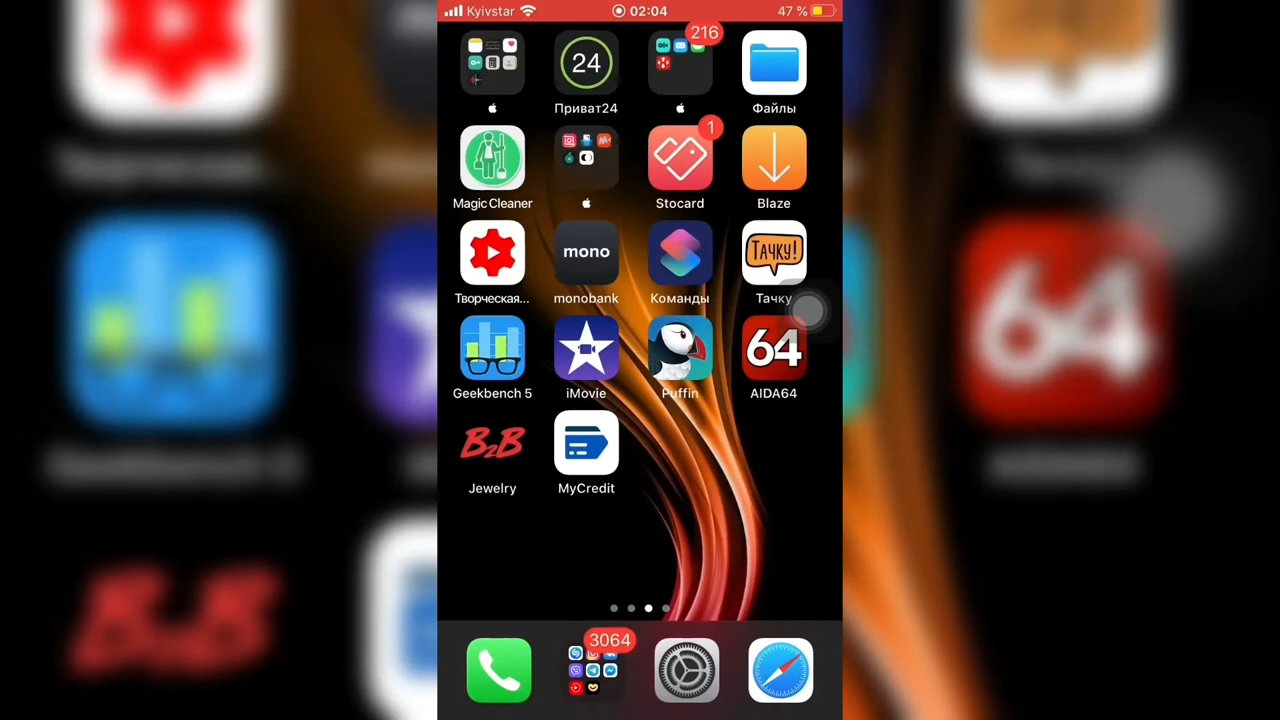 Kyivstar 02:04 47 %
216
24
Приват24 Файлы
1
Magic Cleaner Stocard Blaze
mono ТАЧКУ!
Творческая... monobank Команды Тачку
64
Geekbench 5 iMovie Puffin AIDA64
B2B
Jewelry MyCredit
3064